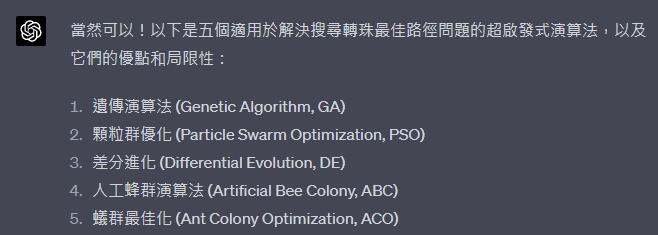 當然可以！以下是五個適用於解決搜尋轉珠最佳路徑問題的超啟發式演算法，以及
它們的優點和局限性：
1. 遺傳演算法 (Genetic Algorithm, GA)
2. 顆粒群優化 (Particle Swarm Optimization, PSO)
3. 差分進化 (Differential Evolution, DE)
4. 人工蜂群演算法 (Artificial Bee Colony, ABC)
5. 蟻群最佳化 (Ant Colony Optimization, ACO)